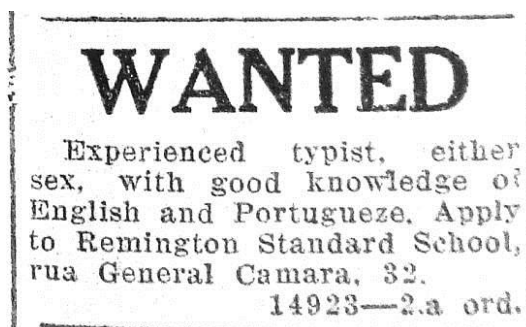 WANTED
Experienced typist, either
sex, with good knowledge of
English and Portugueze. Apply
to Remington Standard School,
rua General Camara, 32.
14923—2.a ord.